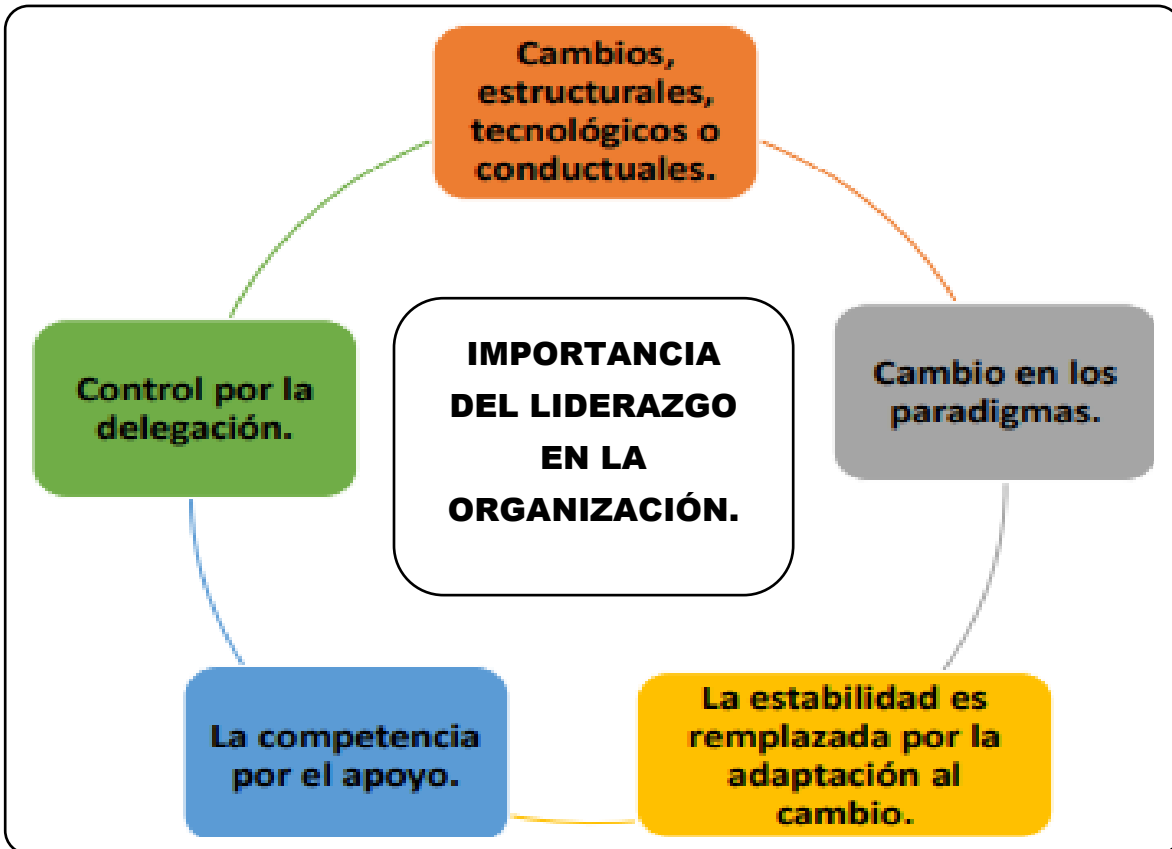 Cambios,
estructurales,
tecnológicos o
conductuales.
Cambio en los
paradigmas.
La estabilidad es
remplazada por la
adaptación al
cambio.
La competencia
por el apoyo.
Control por la
delegación.
IMPORTANCIA
DEL LIDERAZGO
EN LA
ORGANIZACIÓN.